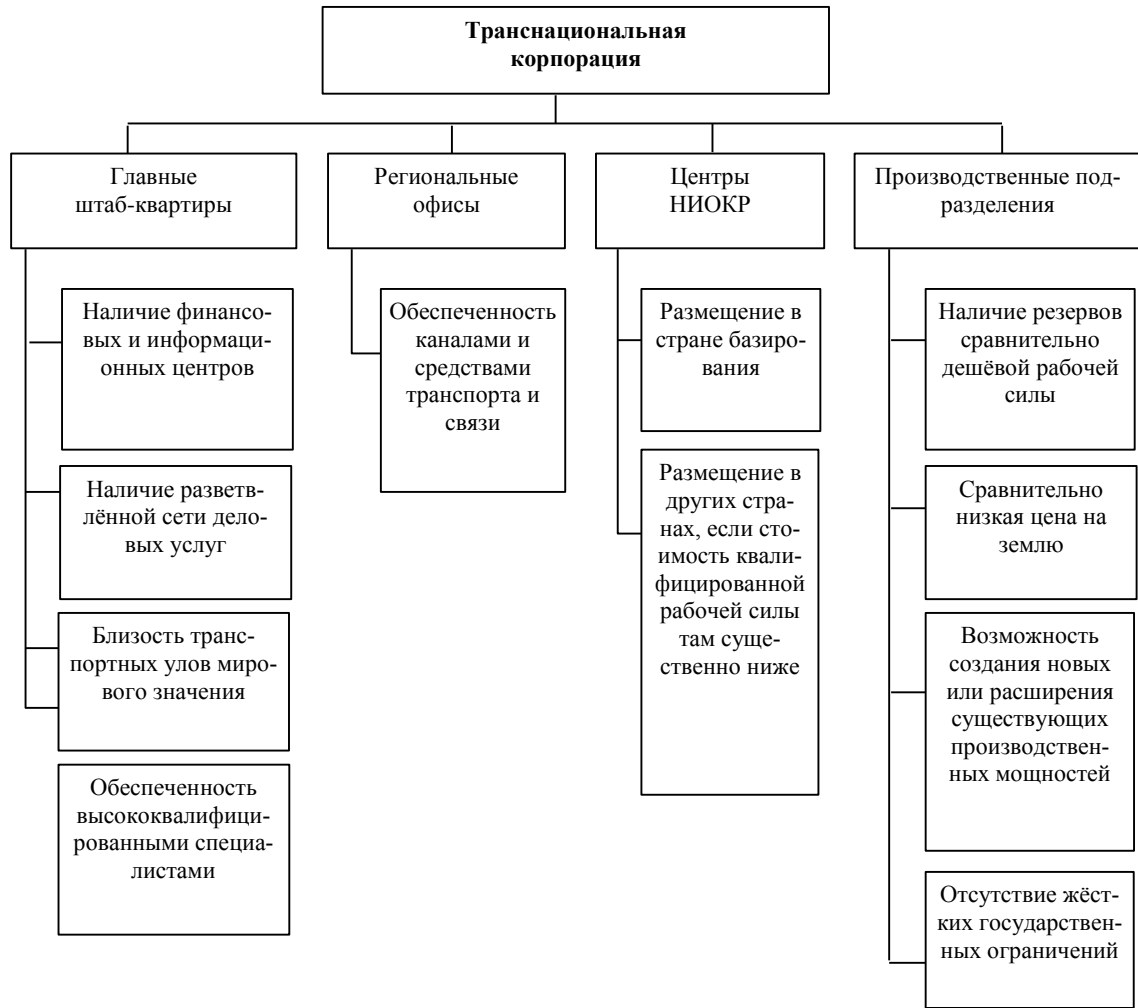 Транснациональная
корпорация
Главные
штаб-квартиры
Региональные
офисы
Центры
НИОКР
Производственные под-
разделения
Наличие финансо-
вых и информаци-
онных центров
Наличие разветв-
лённой сети дело-
вых услуг
Близость транс-
портных улов миро-
вого значения
Обеспеченность
высококвалифици-
рованными специа-
листами
Обеспеченность
каналами и
средствами
транспорта и
связи
Размещение в
стране базиро-
вания
Размещение в
других стра-
нах, если сто-
имость квали-
фицированной
рабочей силы
там суще-
ственно ниже
Наличие резервов
сравнительно
дешёвой рабочей
силы
Сравнительно
низкая цена на
землю
Возможность
создания новых
или расширения
существующих
производствен-
ных мощностей
Отсутствие жёст-
ких государствен-
ных ограничений